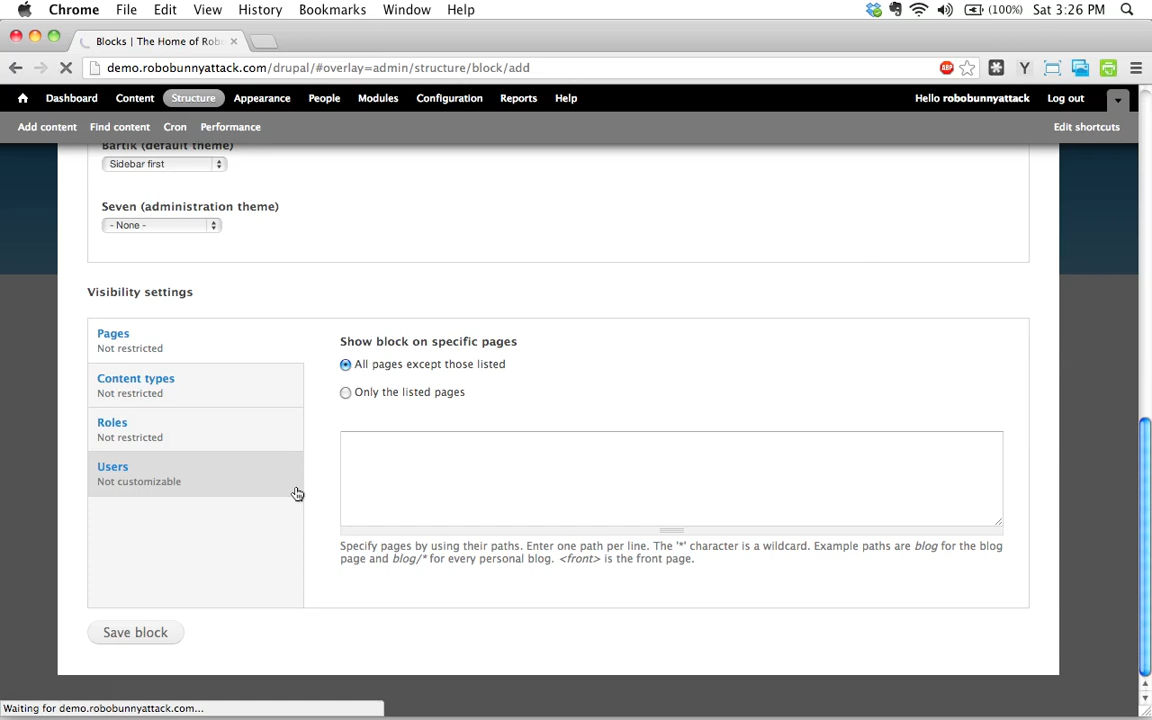 Chrome File Edit View History Bookmarks Window Help (100%) Sat 3:26 PM
Blocks | The Home of Rob
demo.robobunnyattack.com/drupal/#overlay=admin/structure/block/add
ABP
Dashboard Content Structure Appearance People Modules Configuration Reports Help Hello robobunnyattack Log out
Add content Find content Cron Performance Edit shortcuts
Bartik (default theme)
Sidebar first
Seven (administration theme)
- None -
Visibility settings
Pages
Not restricted
Content types
Not restricted
Roles
Not restricted
Users
Not customizable
Show block on specific pages
All pages except those listed
Only the listed pages
Specify pages by using their paths. Enter one path per line. The '*' character is a wildcard. Example paths are blog for the blog
page and blog/* for every personal blog. <front> is the front page.
Save block
Waiting for demo.robobunnyattack.com...